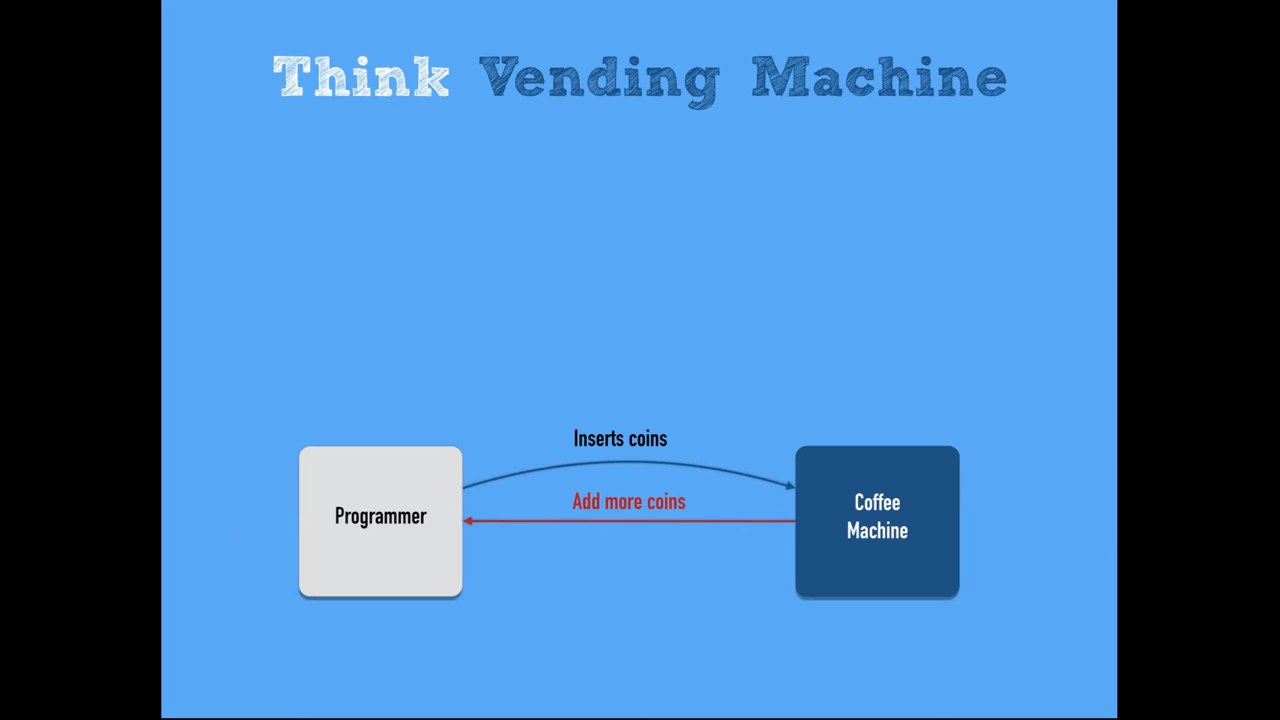 Think Vending Machine
Inserts coins
Add more coins
Programmer
Coffee
Machine